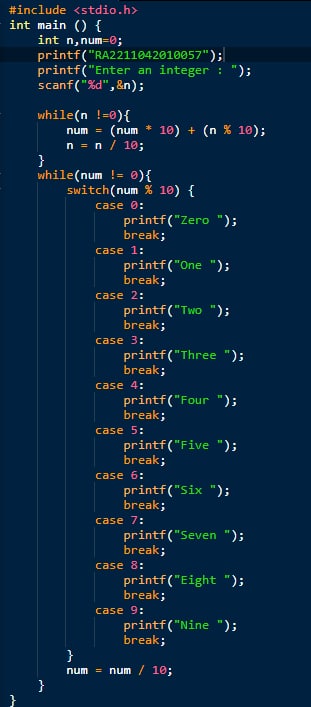 #include <stdio.h>
int main () {
    int n,num=0;
    printf("RA2211042010057");
    printf("Enter an integer : ");
    scanf("%d",&n);

    while(n !=0){
        num = (num * 10) + (n % 10);
        n = n / 10;
    }
    while(num != 0){
        switch(num % 10) {
            case 0:
                printf("Zero ");
                break;
            case 1:
                printf("One ");
                break;
            case 2:
                printf("Two ");
                break;
            case 3:
                printf("Three ");
                break;
            case 4:
                printf("Four ");
                break;
            case 5:
                printf("Five ");
                break;
            case 6:
                printf("Six ");
                break;
            case 7:
                printf("Seven ");
                break;
            case 8:
                printf("Eight ");
                break;
            case 9:
                printf("Nine ");
                break;
        }
        num = num / 10;
    }
}